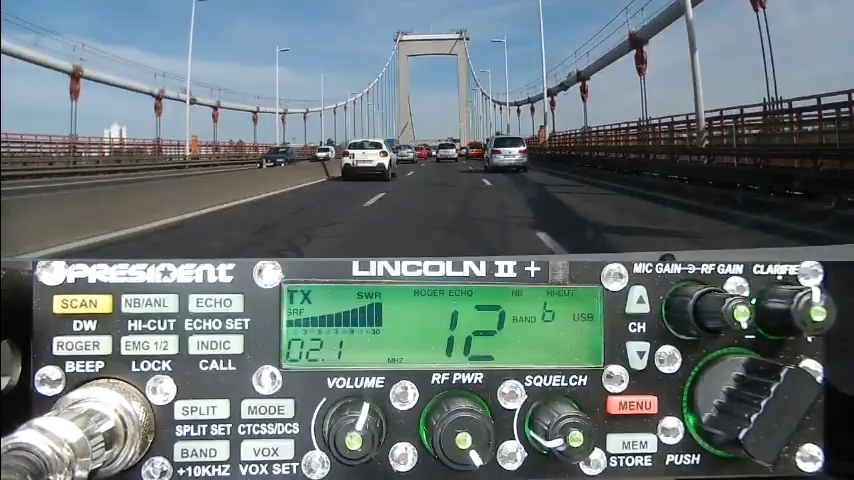 PRESIDENT
LINCOLN II +
MIC GAIN RF GAIN CLARIFIER
SCAN NB/ANL ECHO
DW HI-CUT ECHO SET
ROGER EMG 1/2 INDIC
BEEP LOCK CALL
TX SWR ROGER ECHO NB HI-CUT
SRF
12 BAND 6 USB
02.1 MHZ
CH
VOLUME RF PWR SQUELCH
SPLIT MODE
SPLIT SET CTCSS/DCS
BAND VOX
+10KHZ VOX SET
MENU
MEM
STORE PUSH